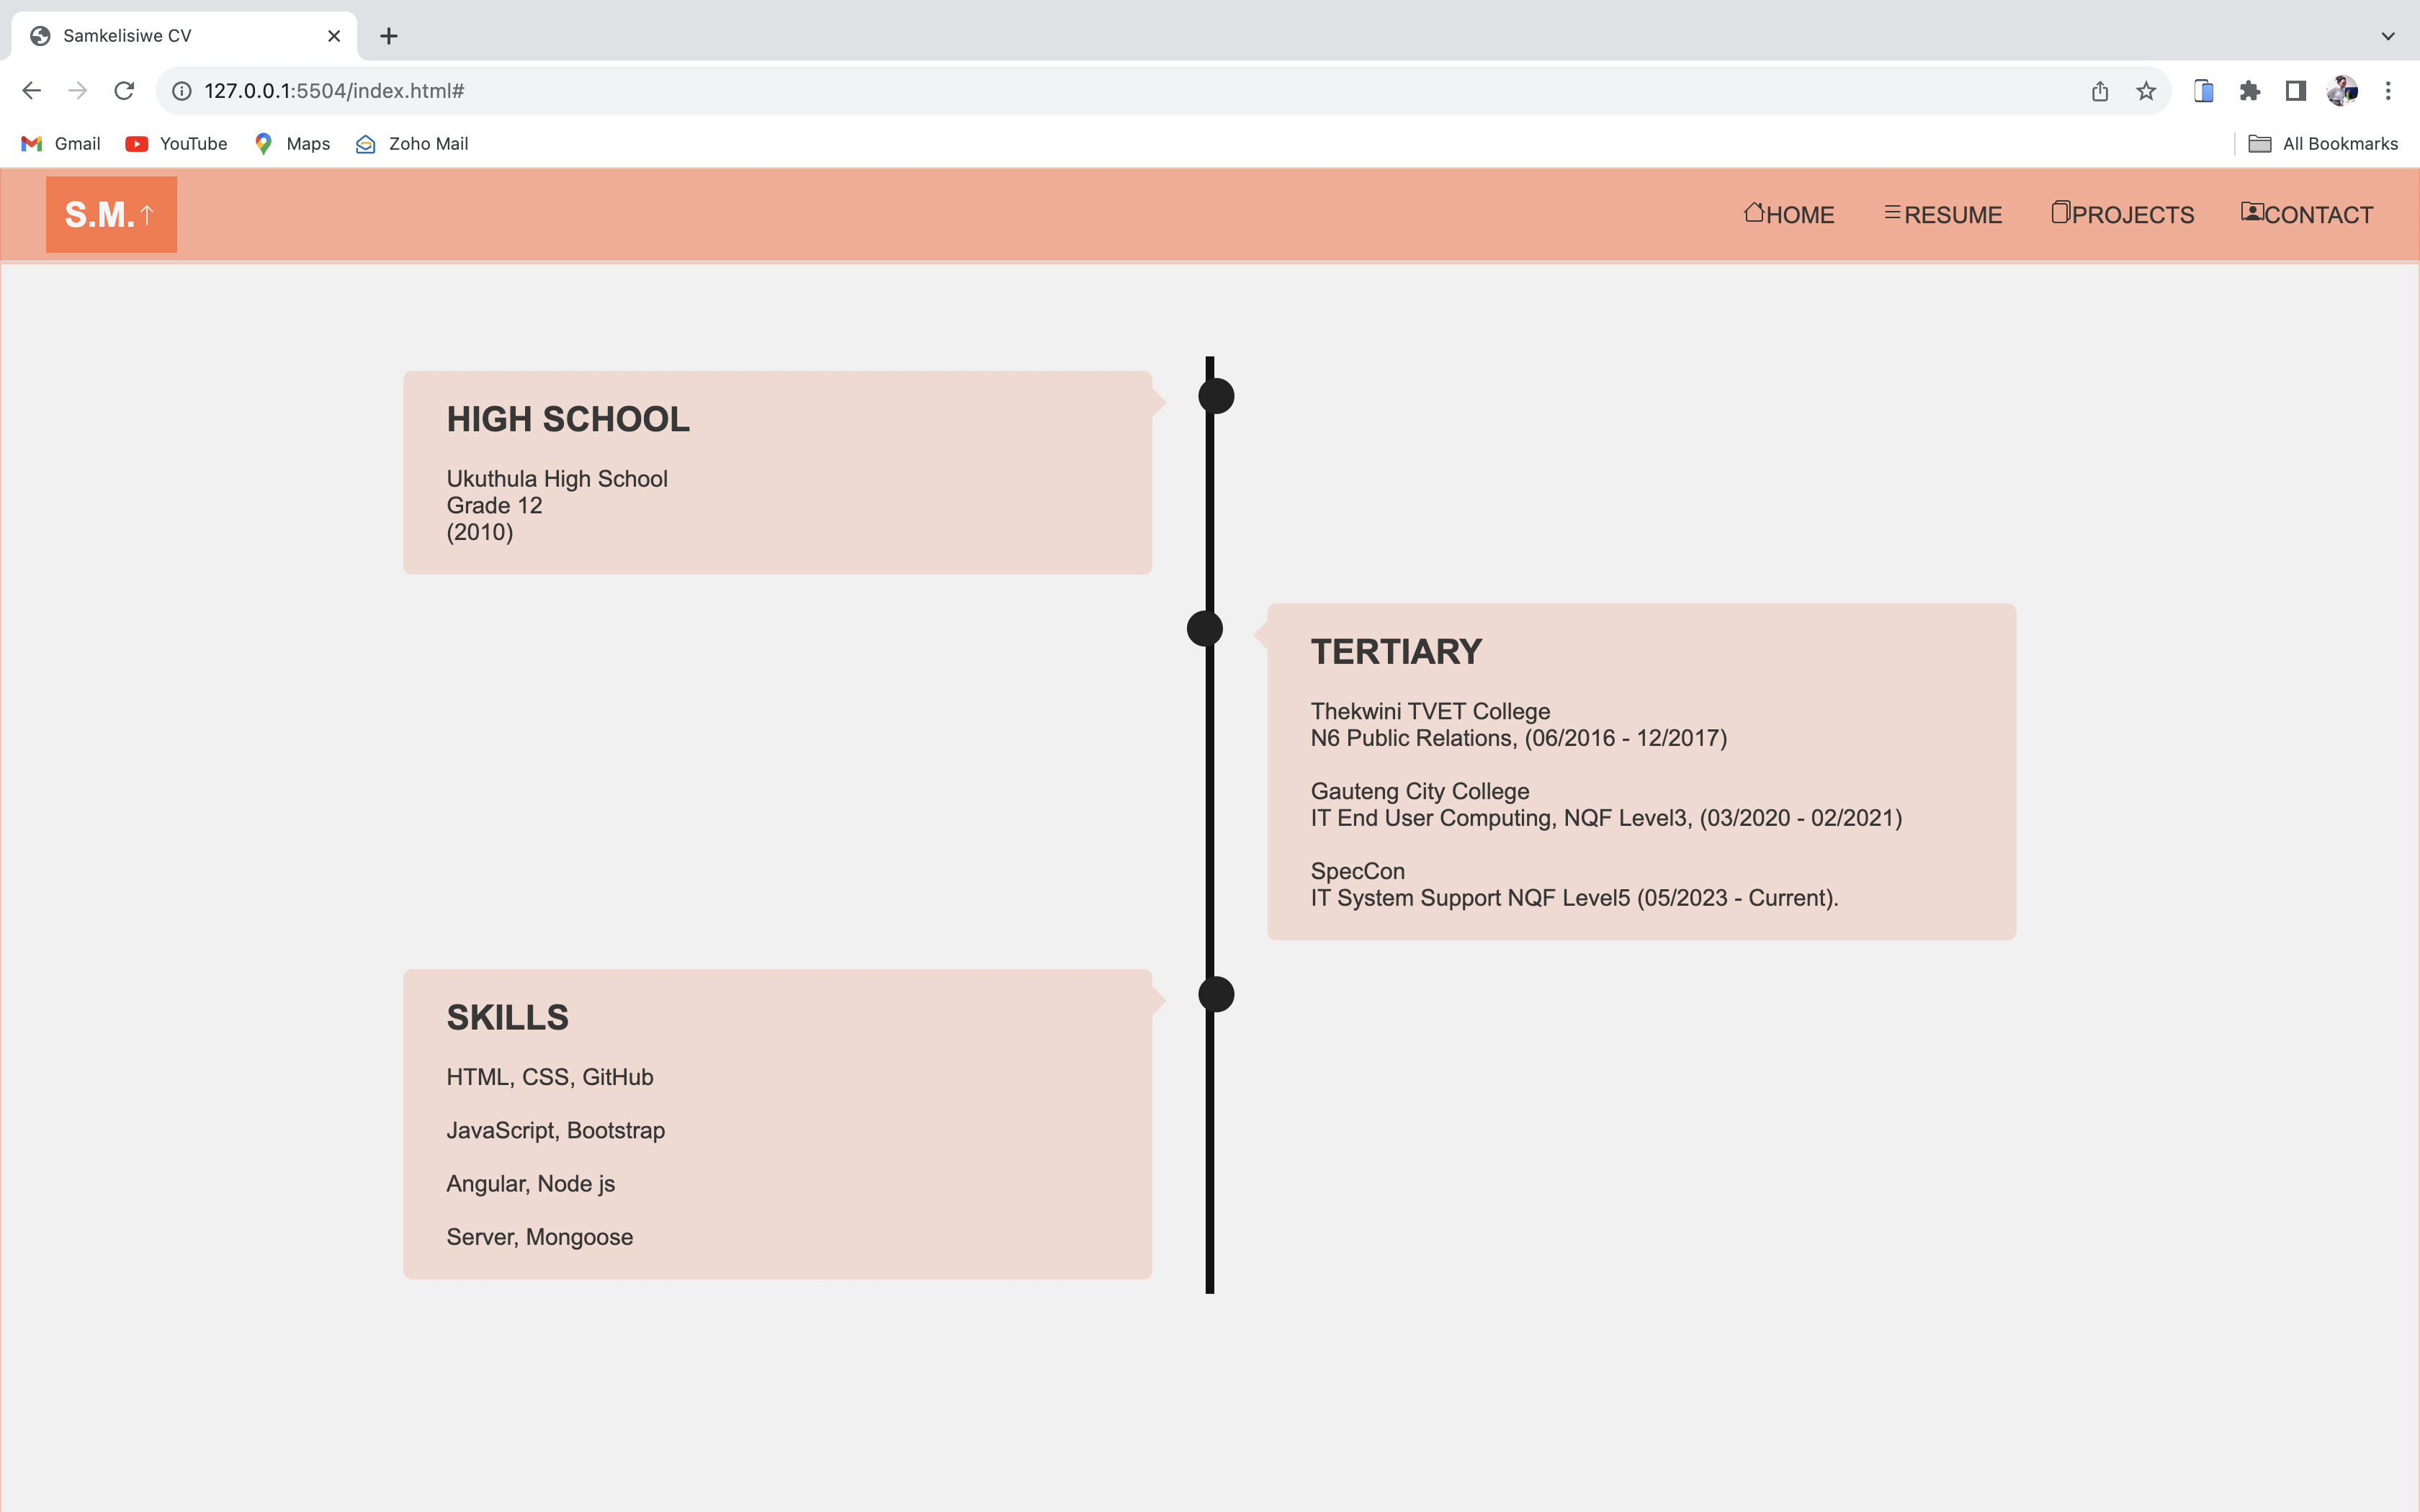 Samkelisiwe CV
127.0.0.1:5504/index.html#
Gmail YouTube Maps Zoho Mail All Bookmarks
S.M.↑ HOME RESUME PROJECTS CONTACT
HIGH SCHOOL
Ukuthula High School
Grade 12
(2010)
TERTIARY
Thekwini TVET College
N6 Public Relations, (06/2016 - 12/2017)
Gauteng City College
IT End User Computing, NQF Level3, (03/2020 - 02/2021)
SpecCon
IT System Support NQF Level5 (05/2023 - Current).
SKILLS
HTML, CSS, GitHub
JavaScript, Bootstrap
Angular, Node js
Server, Mongoose